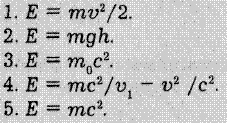 1. E = mv²/2.
2. E = mgh.
3. E = m₀c².
4. E = mc²/v₁ − v² /c².
5. E = mc².